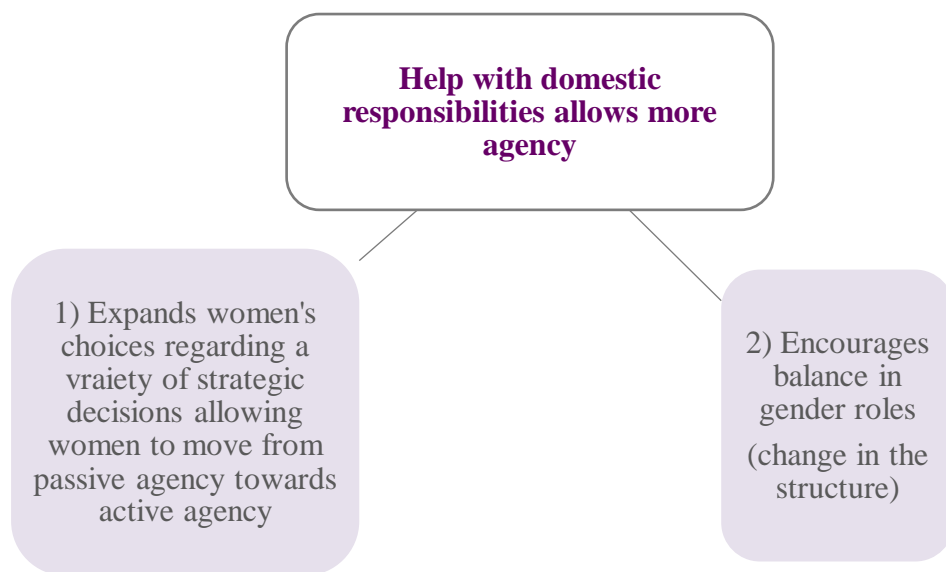 Help with domestic
responsibilities allows more
agency
1) Expands women's
choices regarding a
vraiety of strategic
decisions allowing
women to move from
passive agency towards
active agency
2) Encourages
balance in
gender roles
(change in the
structure)